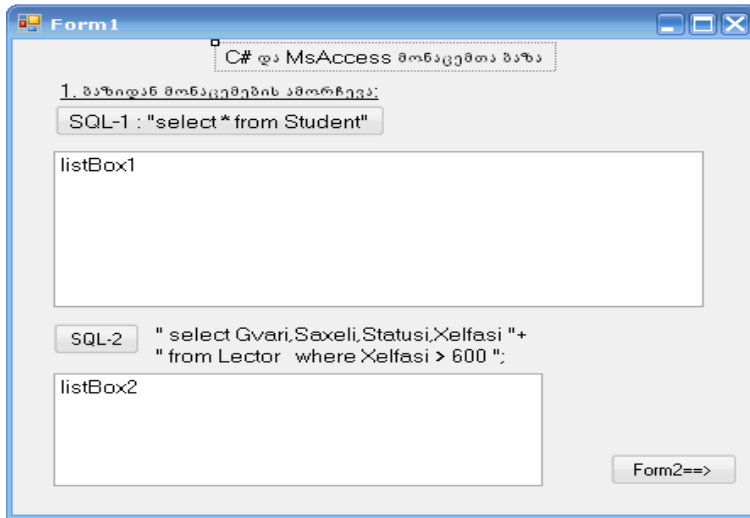 Form1
C# და MsAccess მონაცემთა ბაზა
1. ბაზიდან მონაცემების ამორჩევა:
SQL-1 : "select * from Student"
listBox1
SQL-2
" select Gvari,Saxeli,Statusi,Xelfasi "+
" from Lector where Xelfasi > 600 ";
listBox2
Form2==>